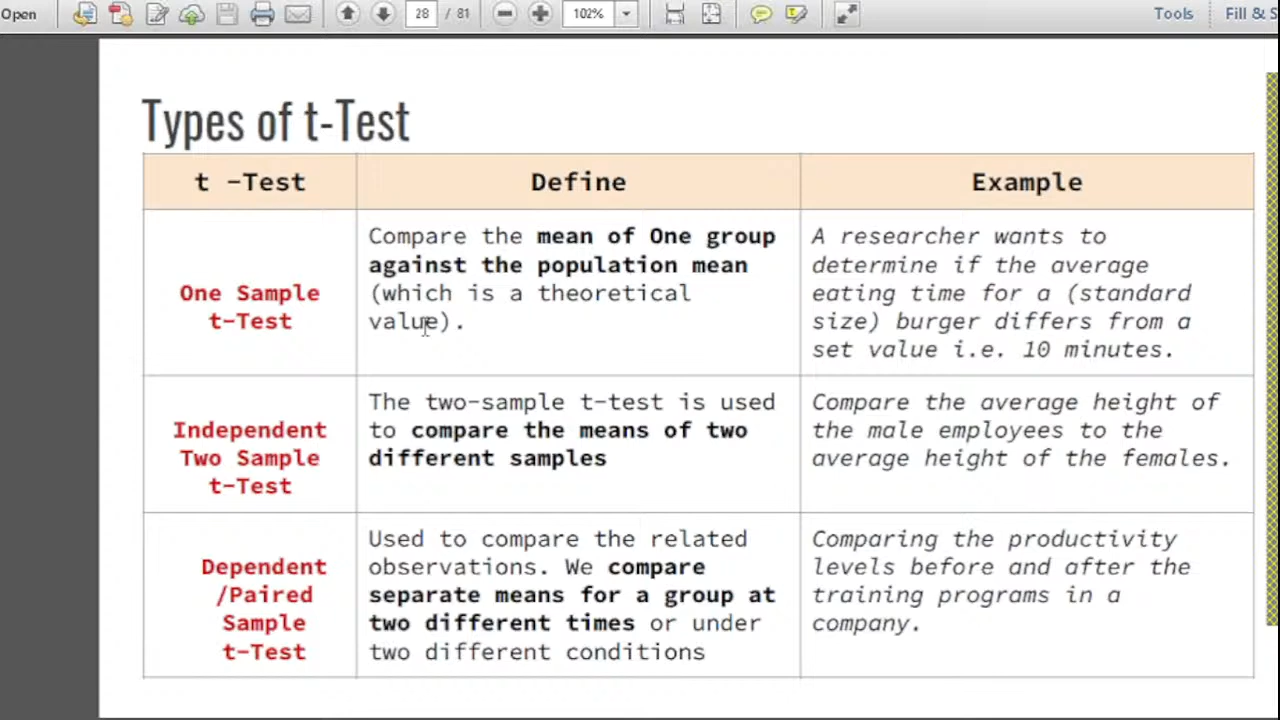 Open 28 / 81 102% Tools Fill & S
Types of t-Test
t -Test Define Example
One Sample
t-Test
Compare the mean of One group
against the population mean
(which is a theoretical
value).
A researcher wants to
determine if the average
eating time for a (standard
size) burger differs from a
set value i.e. 10 minutes.
Independent
Two Sample
t-Test
The two-sample t-test is used
to compare the means of two
different samples
Compare the average height of
the male employees to the
average height of the females.
Dependent
/Paired
Sample
t-Test
Used to compare the related
observations. We compare
separate means for a group at
two different times or under
two different conditions
Comparing the productivity
levels before and after the
training programs in a
company.